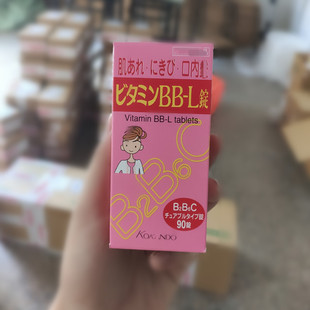 肌あれ・にきび・口内炎に
ビタミンBB-L錠
Vitamin BB-L tablets
B2B6C
B₂B₆C
チュアブルタイプ錠
90錠